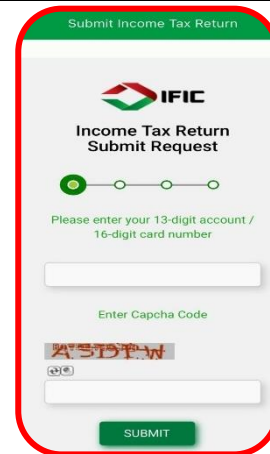 Submit Income Tax Return
IFIC
Income Tax Return
Submit Request
Please enter your 13-digit account /
16-digit card number
Enter Capcha Code
SUBMIT